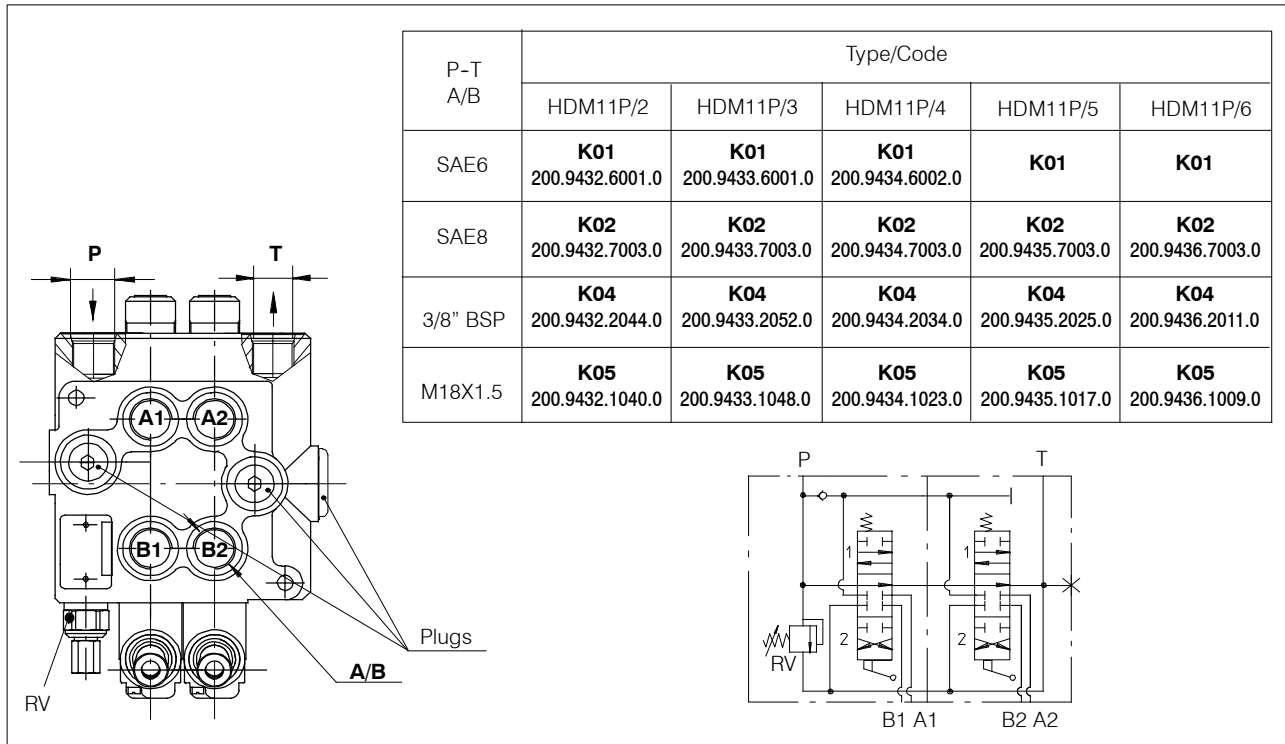 P-T
A/B
Type/Code
HDM11P/2 HDM11P/3 HDM11P/4 HDM11P/5 HDM11P/6
SAE6
K01 K01 K01 K01 K01
200.9432.6001.0 200.9433.6001.0 200.9434.6002.0
SAE8
K02 K02 K02 K02 K02
200.9432.7003.0 200.9433.7003.0 200.9434.7003.0 200.9435.7003.0 200.9436.7003.0
3/8” BSP
K04 K04 K04 K04 K04
200.9432.2044.0 200.9433.2052.0 200.9434.2034.0 200.9435.2025.0 200.9436.2011.0
M18X1.5
K05 K05 K05 K05 K05
200.9432.1040.0 200.9433.1048.0 200.9434.1023.0 200.9435.1017.0 200.9436.1009.0
P T
A1 A2
B1 B2
Plugs
A/B
RV
P T
1 1
2 2
RV
B1 A1 B2 A2